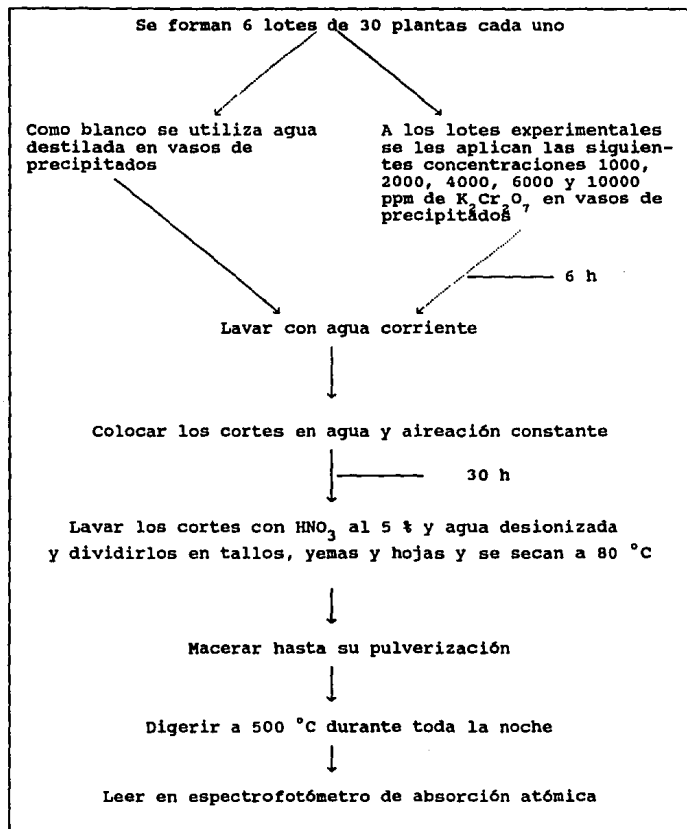 Se forman 6 lotes de 30 plantas cada uno
Como blanco se utiliza agua
destilada en vasos de
precipitados
A los lotes experimentales
se les aplican las siguien-
tes concentraciones 1000,
2000, 4000, 6000 y 10000
ppm de K₂Cr₂O₇ en vasos de
precipitados
6 h
Lavar con agua corriente
Colocar los cortes en agua y aireación constante
30 h
Lavar los cortes con HNO₃ al 5 % y agua desionizada
y dividirlos en tallos, yemas y hojas y se secan a 80 °C
Macerar hasta su pulverización
Digerir a 500 °C durante toda la noche
Leer en espectrofotómetro de absorción atómica